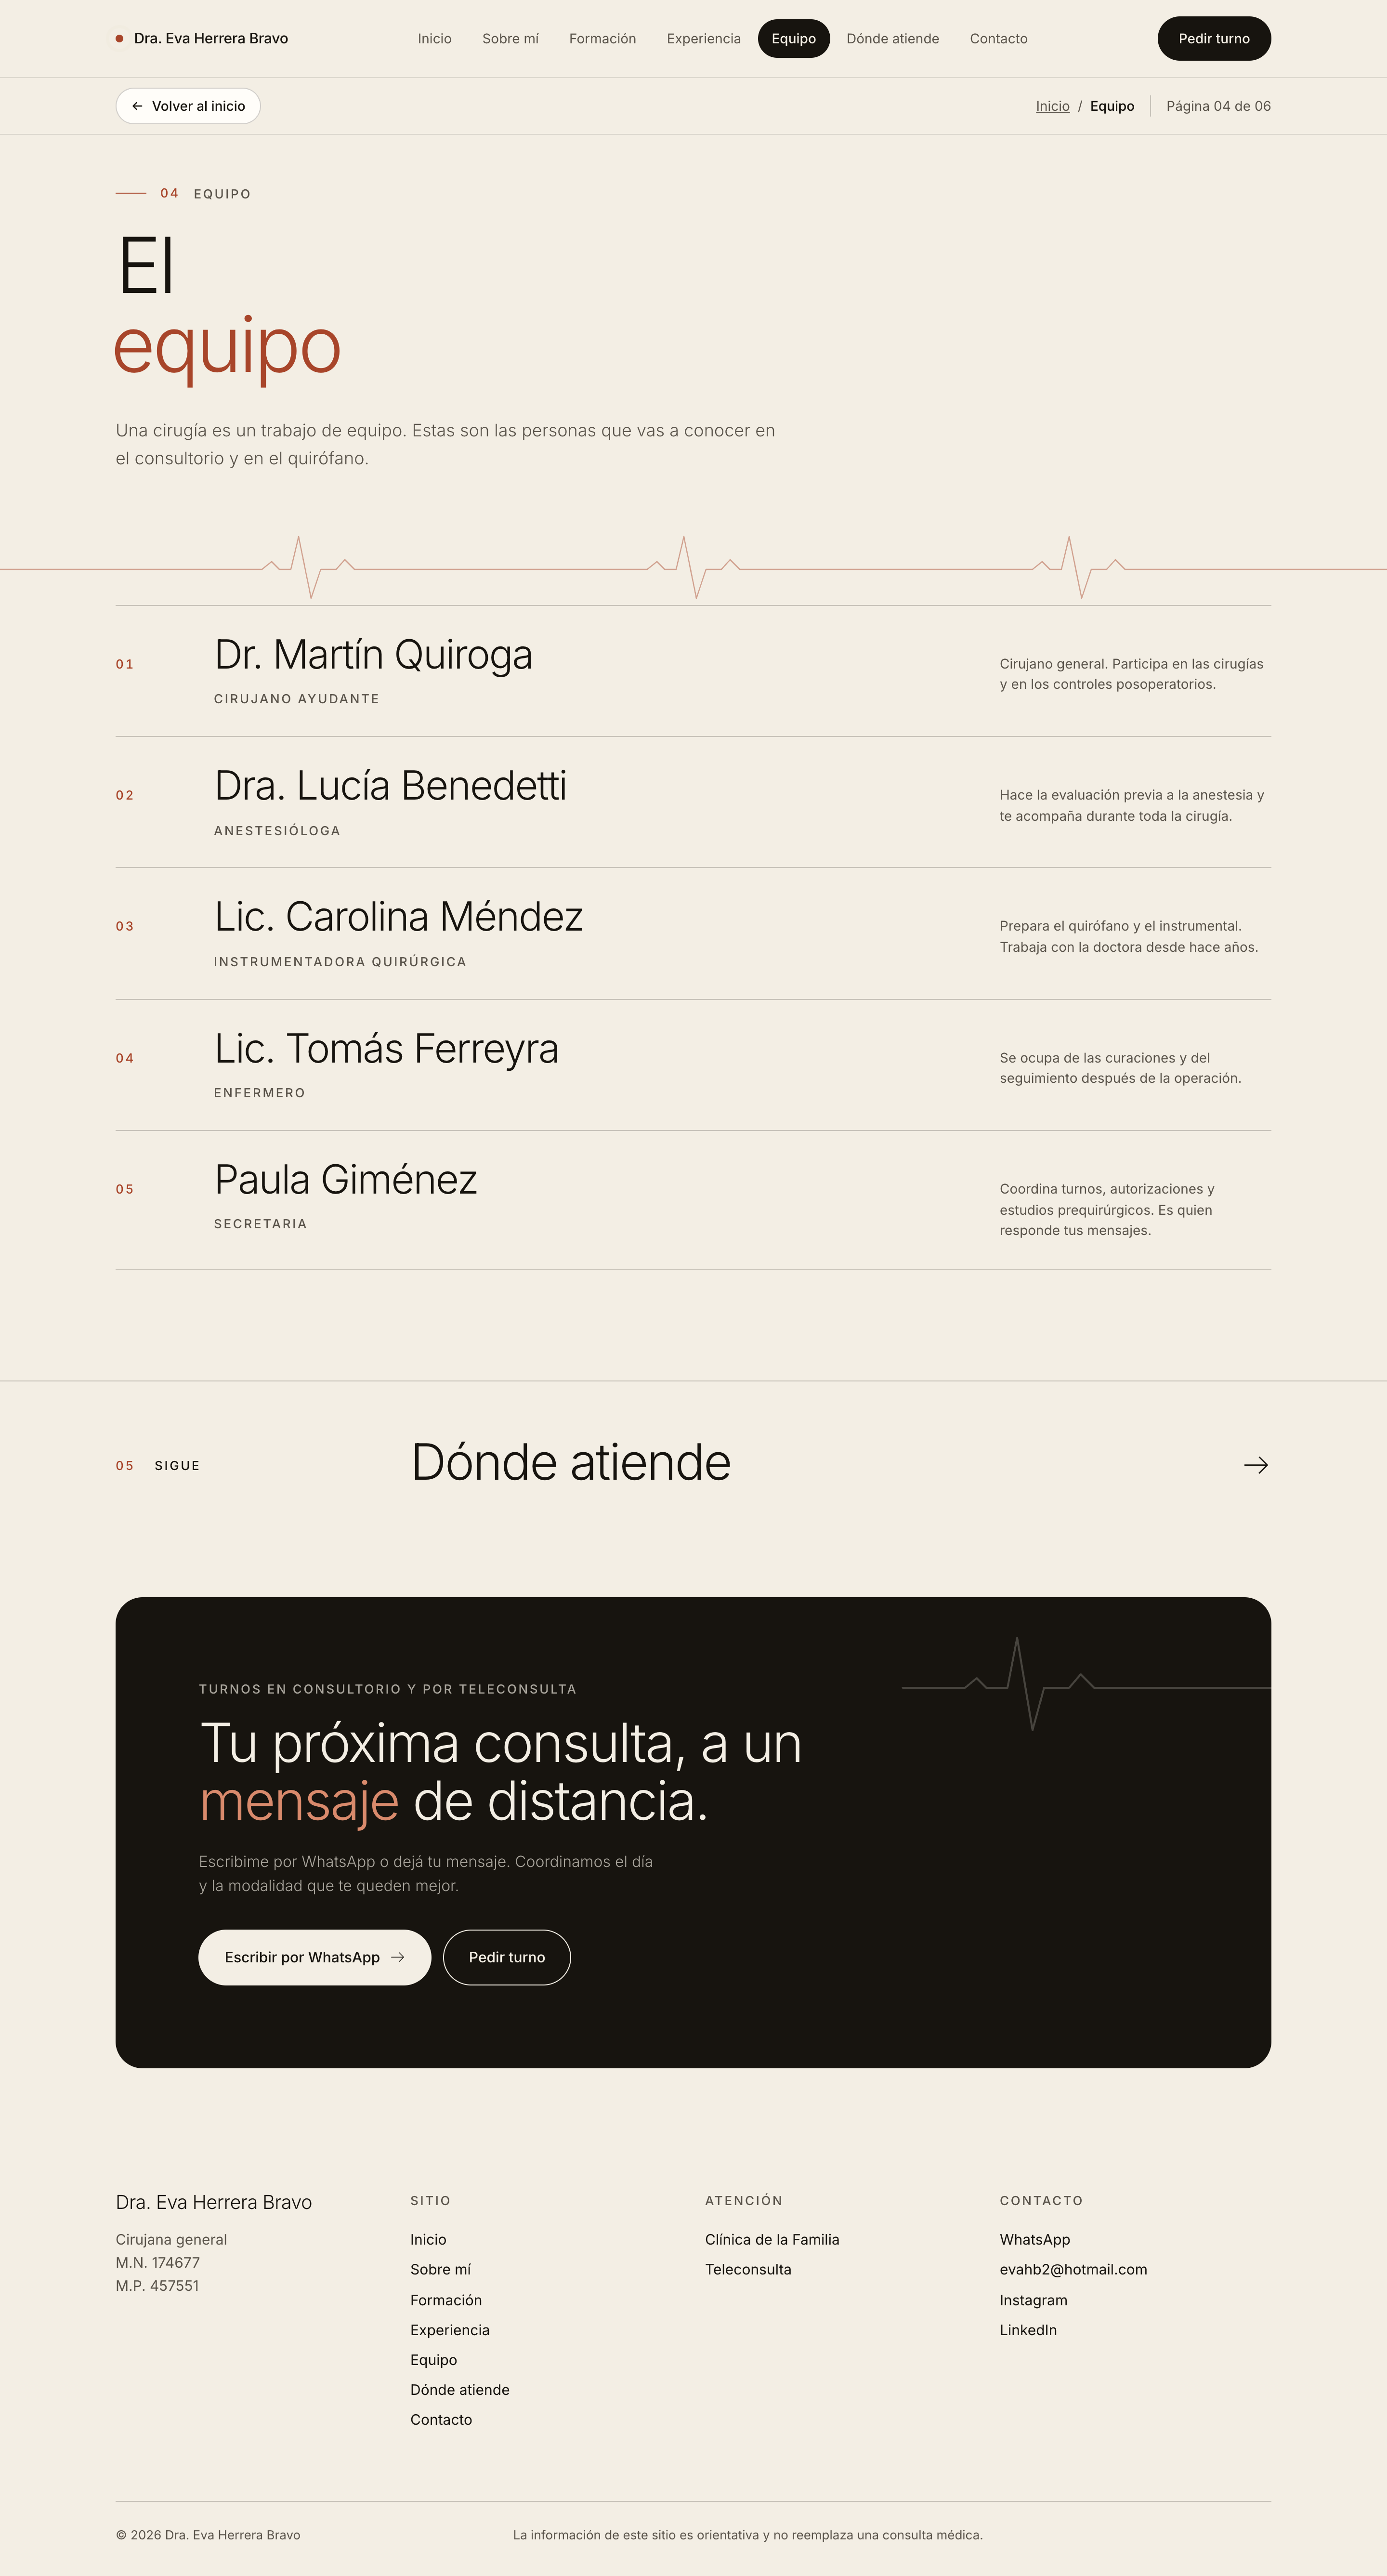 Dra. Eva Herrera Bravo
Inicio
Sobre mí
Formación
Experiencia
Equipo
Dónde atiende
Contacto
Pedir turno
← Volver al inicio
Inicio / Equipo
Página 04 de 06
04 EQUIPO
El
equipo
Una cirugía es un trabajo de equipo. Estas son las personas que vas a conocer en
el consultorio y en el quirófano.
01
Dr. Martín Quiroga
CIRUJANO AYUDANTE
Cirujano general. Participa en las cirugías
y en los controles posoperatorios.
02
Dra. Lucía Benedetti
ANESTESIÓLOGA
Hace la evaluación previa a la anestesia y
te acompaña durante toda la cirugía.
03
Lic. Carolina Méndez
INSTRUMENTADORA QUIRÚRGICA
Prepara el quirófano y el instrumental.
Trabaja con la doctora desde hace años.
04
Lic. Tomás Ferreyra
ENFERMERO
Se ocupa de las curaciones y del
seguimiento después de la operación.
05
Paula Giménez
SECRETARIA
Coordina turnos, autorizaciones y
estudios prequirúrgicos. Es quien
responde tus mensajes.
05 SIGUE
Dónde atiende
TURNOS EN CONSULTORIO Y POR TELECONSULTA
Tu próxima consulta, a un
mensaje de distancia.
Escribime por WhatsApp o dejá tu mensaje. Coordinamos el día
y la modalidad que te queden mejor.
Escribir por WhatsApp →
Pedir turno
Dra. Eva Herrera Bravo
Cirujana general
M.N. 174677
M.P. 457551
SITIO
Inicio
Sobre mí
Formación
Experiencia
Equipo
Dónde atiende
Contacto
ATENCIÓN
Clínica de la Familia
Teleconsulta
CONTACTO
WhatsApp
evahb2@hotmail.com
Instagram
LinkedIn
© 2026 Dra. Eva Herrera Bravo
La información de este sitio es orientativa y no reemplaza una consulta médica.